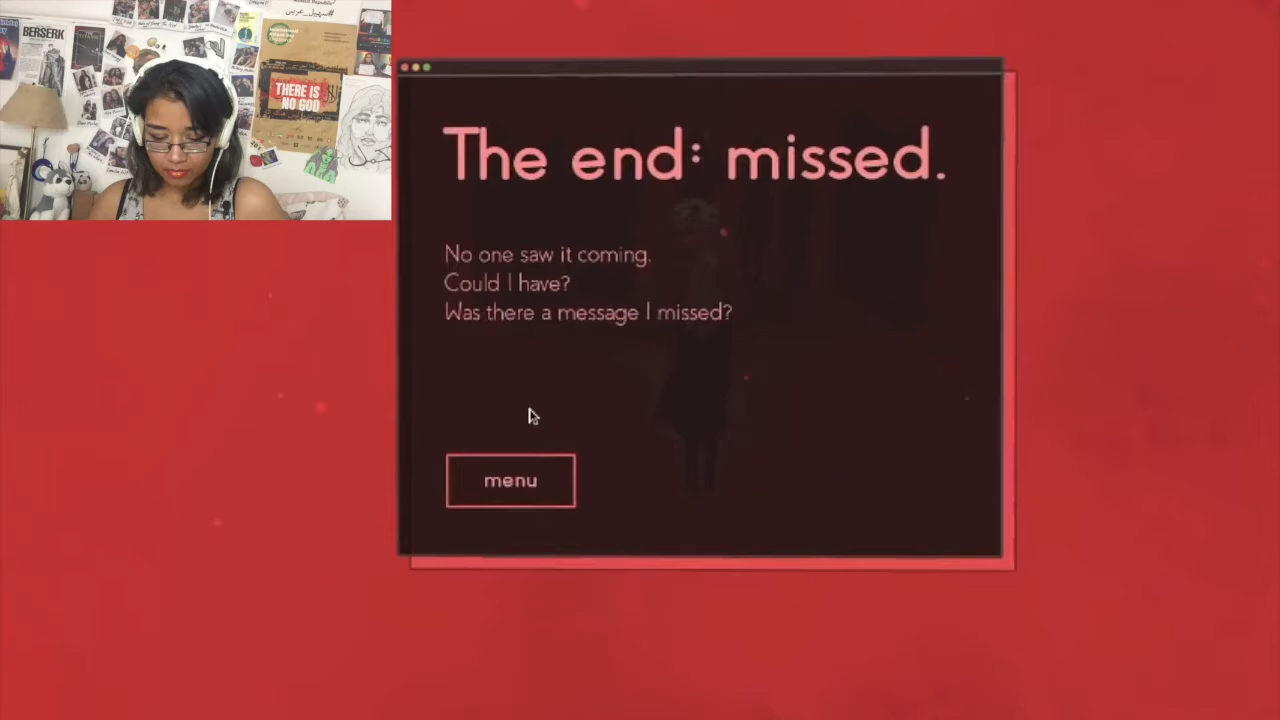 BERSERK
#سهيل_عربي
THERE IS
NO GOD
The end: missed.
No one saw it coming.
Could I have?
Was there a message I missed?
menu